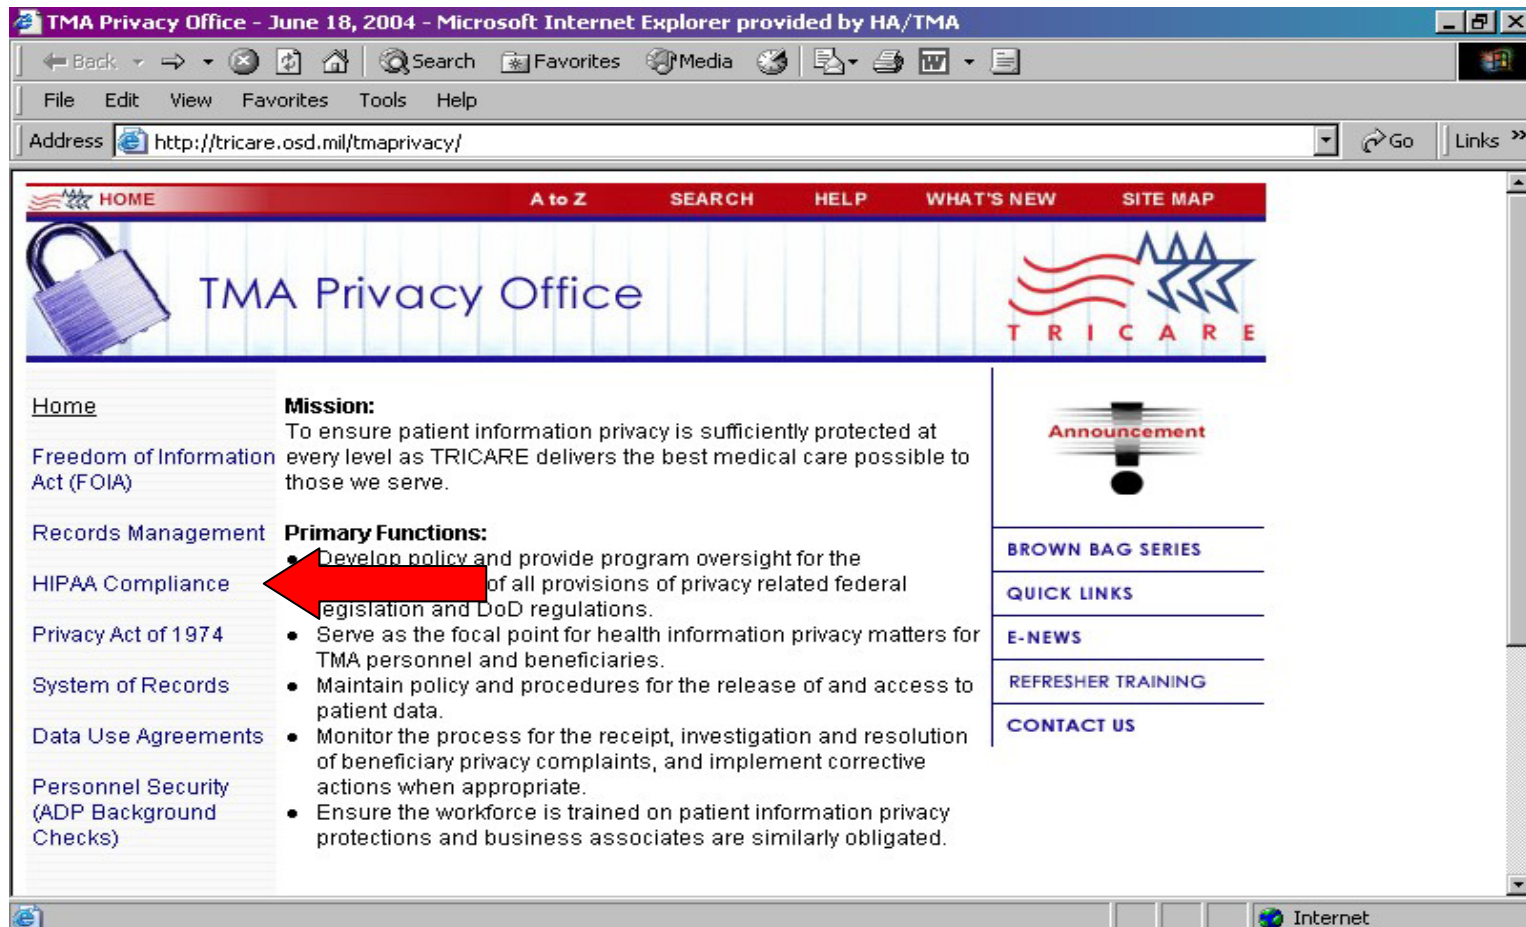 TMA Privacy Office - June 18, 2004 - Microsoft Internet Explorer provided by HA/TMA
Back Search Favorites Media
File Edit View Favorites Tools Help
Address http://tricare.osd.mil/tmaprivacy/ Go Links »
HOME A to Z SEARCH HELP WHAT'S NEW SITE MAP
TMA Privacy Office
TRICARE
Home
Freedom of Information
Act (FOIA)
Records Management
HIPAA Compliance
Privacy Act of 1974
System of Records
Data Use Agreements
Personnel Security
(ADP Background
Checks)
Mission:
To ensure patient information privacy is sufficiently protected at
every level as TRICARE delivers the best medical care possible to
those we serve.
Primary Functions:
● Develop policy and provide program oversight for the
of all provisions of privacy related federal
legislation and DoD regulations.
● Serve as the focal point for health information privacy matters for
TMA personnel and beneficiaries.
● Maintain policy and procedures for the release of and access to
patient data.
● Monitor the process for the receipt, investigation and resolution
of beneficiary privacy complaints, and implement corrective
actions when appropriate.
● Ensure the workforce is trained on patient information privacy
protections and business associates are similarly obligated.
Announcement
BROWN BAG SERIES
QUICK LINKS
E-NEWS
REFRESHER TRAINING
CONTACT US
Internet